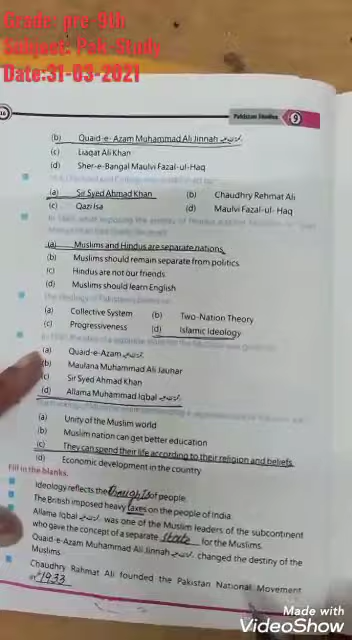 Grade: pre-9th
Subject: Pak-Study
Date:31-03-2021
Pakistan Studies 9
(b) Quaid-e-Azam Muhammad Ali Jinnah
(c) Liaqat Ali Khan
(d) Sher-e-Bangal Maulvi Fazal-ul-Haq
(a) Sir Syed Ahmad Khan (b) Chaudhry Rehmat Ali
(c) Qazi Isa (d) Maulvi Fazal-ul- Haq
(a) Muslims and Hindus are separate nations
(b) Muslims should remain separate from politics
(c) Hindus are not our friends
(d) Muslims should learn English
The ideology of Pakistan is based on
(a) Collective System (b) Two-Nation Theory
(c) Progressiveness (d) Islamic Ideology
(a) Quaid-e-Azam
(b) Maulana Muhammad Ali Jauhar
(c) Sir Syed Ahmad Khan
(d) Allama Muhammad Iqbal
(a) Unity of the Muslim world
(b) Muslim nation can get better education
(c) They can spend their life according to their religion and beliefs
(d) Economic development in the country
Fill in the blanks.
Ideology reflects the thoughts of people.
The British imposed heavy taxes on the people of India.
Allama Iqbal was one of the Muslim leaders of the subcontinent
who gave the concept of a separate state for the Muslims.
Quaid-e-Azam Muhammad Ali Jinnah changed the destiny of the
Muslims.
Chaudhry Rahmat Ali founded the Pakistan National Movement
in 1933
Made with
VideoShow